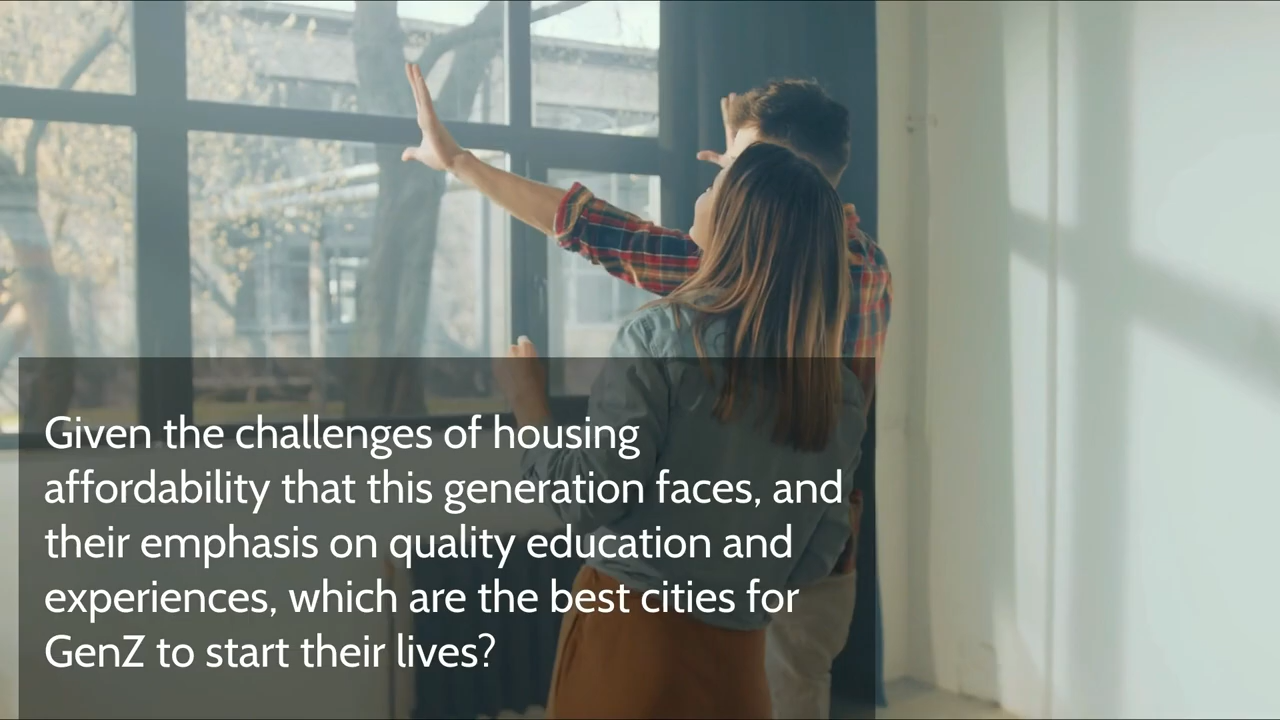 Given the challenges of housing
affordability that this generation faces, and
their emphasis on quality education and
experiences, which are the best cities for
GenZ to start their lives?